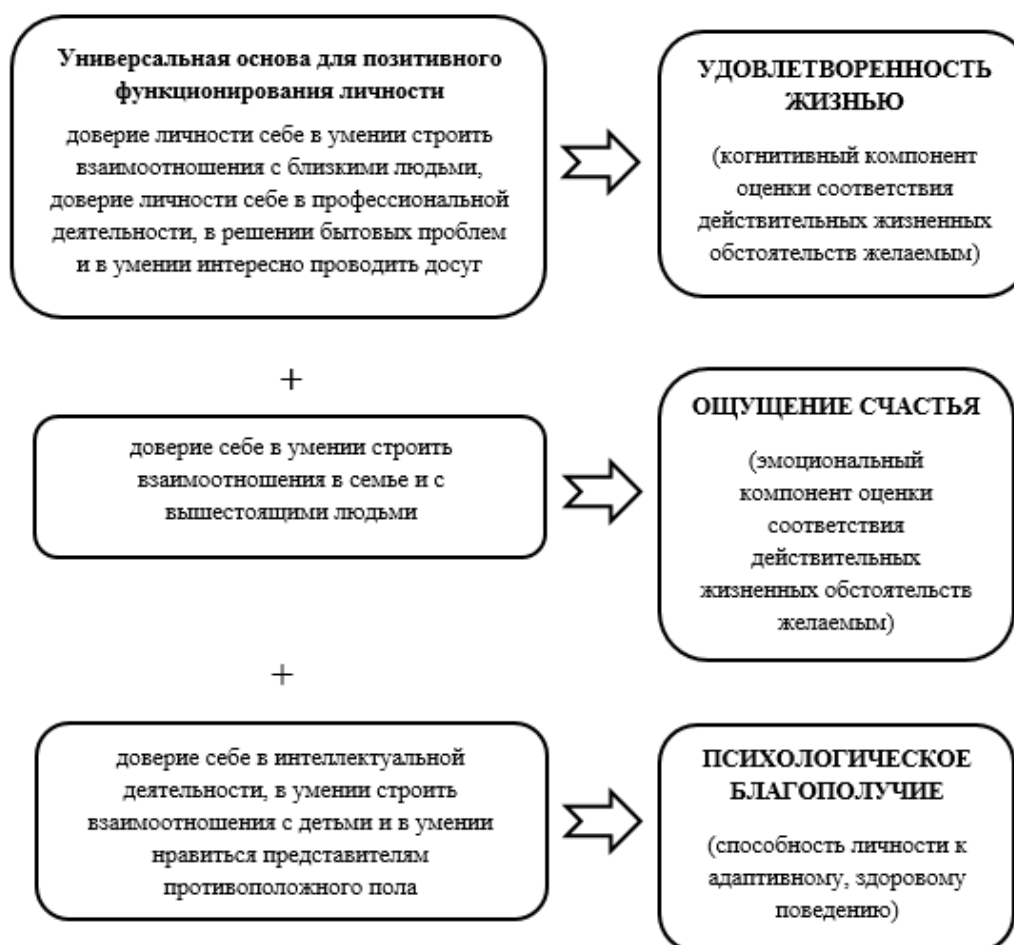 Универсальная основа для позитивного
функционирования личности
доверие личности себе в умении строить
взаимоотношения с близкими людьми,
доверие личности себе в профессиональной
деятельности, в решении бытовых проблем
и в умении интересно проводить досуг
УДОВЛЕТВОРЕННОСТЬ
ЖИЗНЬЮ
(когнитивный компонент
оценки соответствия
действительных жизненных
обстоятельств желаемым)
+
доверие себе в умении строить
взаимоотношения в семье и с
вышестоящими людьми
ОЩУЩЕНИЕ СЧАСТЬЯ
(эмоциональный
компонент оценки
соответствия
действительных
жизненных обстоятельств
желаемым)
+
доверие себе в интеллектуальной
деятельности, в умении строить
взаимоотношения с детьми и в умении
нравиться представителям
противоположного пола
ПСИХОЛОГИЧЕСКОЕ
БЛАГОПОЛУЧИЕ
(способность личности к
адаптивному, здоровому
поведению)